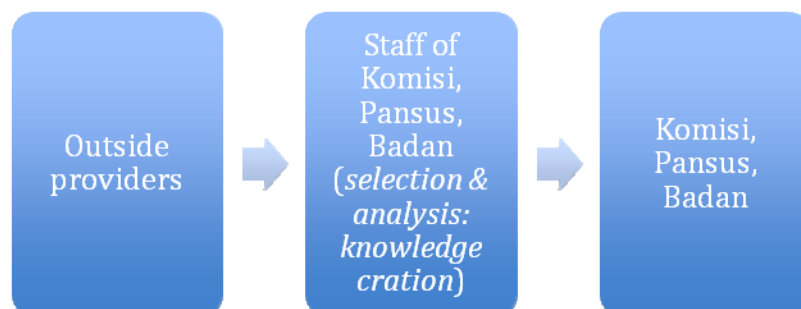 Outside
providers
Staff of
Komisi,
Pansus,
Badan
(selection &
analysis:
knowledge
cration)
Komisi,
Pansus,
Badan